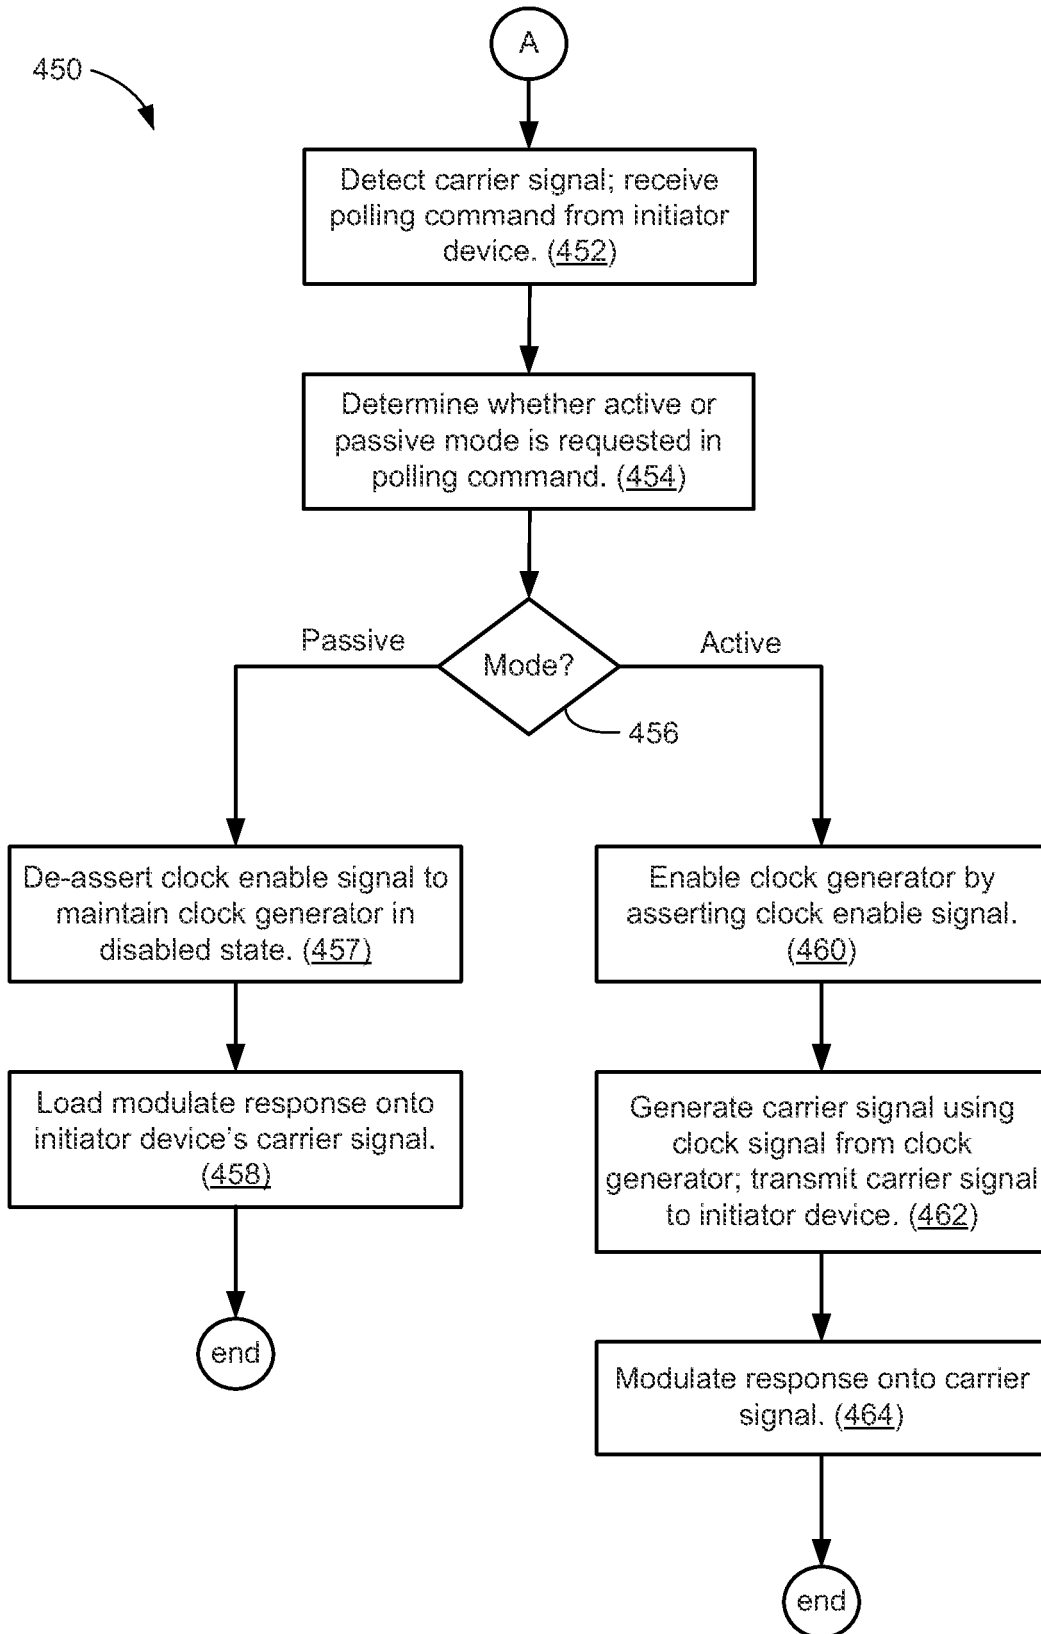 A
450
Detect carrier signal; receive
polling command from initiator
device. (452)
Determine whether active or
passive mode is requested in
polling command. (454)
Passive
Mode?
Active
456
De-assert clock enable signal to
maintain clock generator in
disabled state. (457)
Enable clock generator by
asserting clock enable signal.
(460)
Load modulate response onto
initiator device's carrier signal.
(458)
Generate carrier signal using
clock signal from clock
generator; transmit carrier signal
to initiator device. (462)
end
Modulate response onto carrier
signal. (464)
end